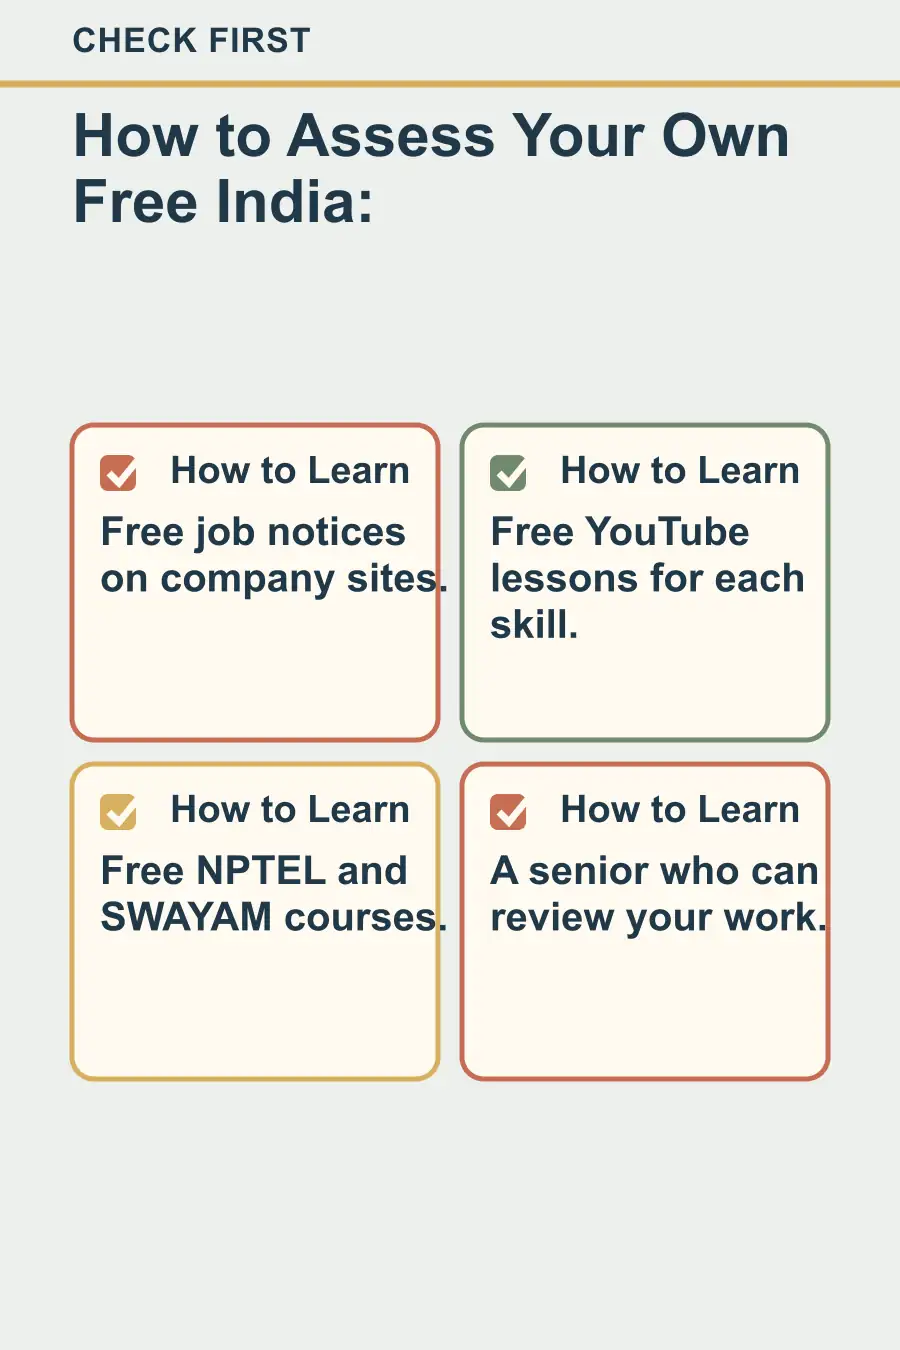 CHECK FIRST
How to Assess Your Own
Free India:
How to Learn
Free job notices
on company sites.
How to Learn
Free YouTube
lessons for each
skill.
How to Learn
Free NPTEL and
SWAYAM courses.
How to Learn
A senior who can
review your work.